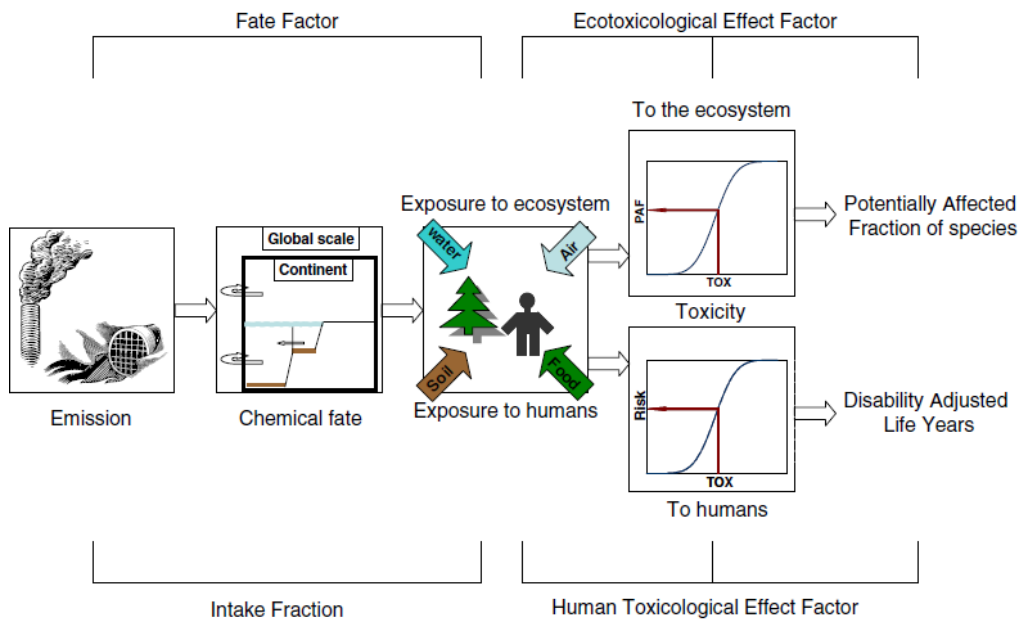 Fate Factor
Ecotoxicological Effect Factor
To the ecosystem
PAF
TOX
Potentially Affected
Fraction of species
Exposure to ecosystem
water
Air
Soil
Food
Exposure to humans
Global scale
Continent
Emission
Chemical fate
Toxicity
Risk
TOX
To humans
Disability Adjusted
Life Years
Intake Fraction
Human Toxicological Effect Factor